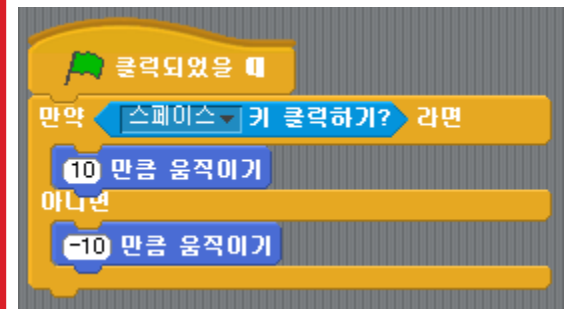 클릭되었을 때
만약 스페이스 키 클릭하기? 라면
10 만큼 움직이기
아니면
-10 만큼 움직이기